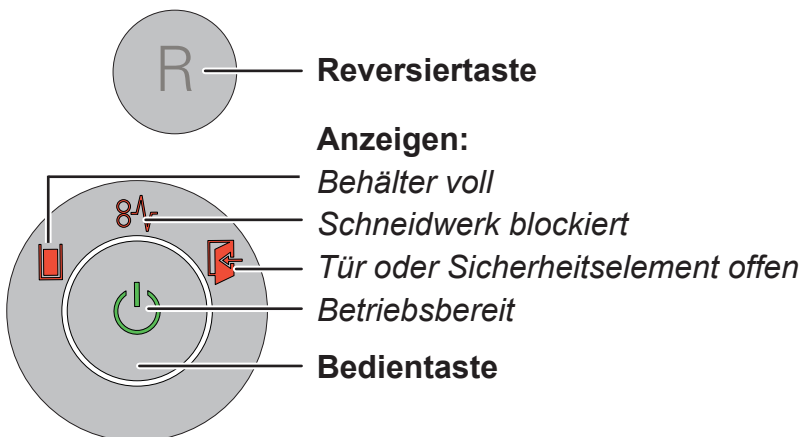 R
Reversiertaste
Anzeigen:
Behälter voll
Schneidwerk blockiert
Tür oder Sicherheitselement offen
Betriebsbereit
Bedientaste